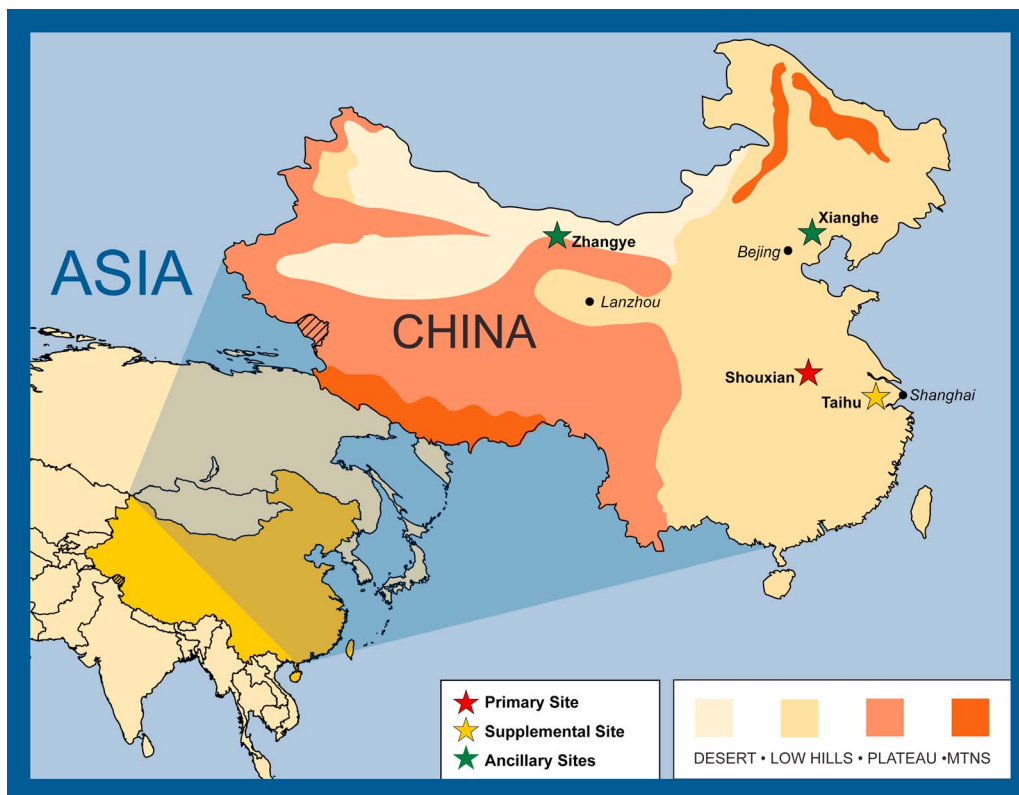 ASIA
CHINA
Zhangye
Lanzhou
Xianghe
Bejing
Shouxian
Taihu
Shanghai
Primary Site
Supplemental Site
Ancillary Sites
DESERT • LOW HILLS • PLATEAU •MTNS